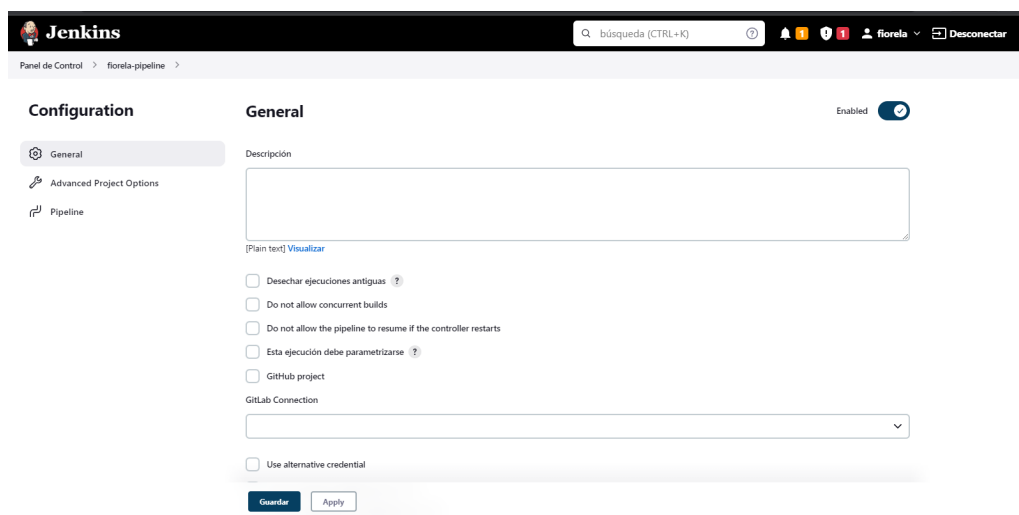 Jenkins
búsqueda (CTRL+K) ? 1 1 fiorela Desconectar
Panel de Control > fiorela-pipeline >
Configuration
General
Advanced Project Options
Pipeline
General
Enabled
Descripción
[Plain text] Visualizar
Desechar ejecuciones antiguas ?
Do not allow concurrent builds
Do not allow the pipeline to resume if the controller restarts
Esta ejecución debe parametrizarse ?
GitHub project
GitLab Connection
Use alternative credential
Guardar Apply